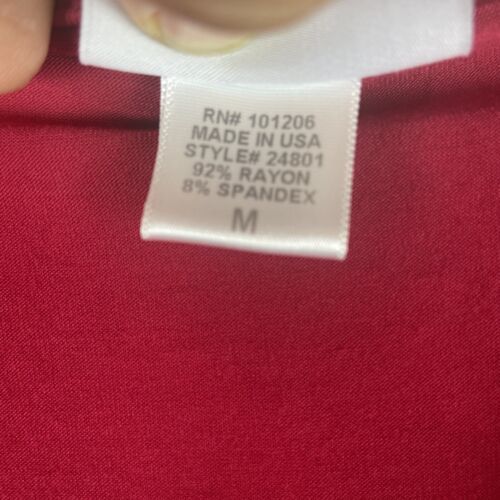 RN# 101206
MADE IN USA
STYLE# 24801
92% RAYON
8% SPANDEX
M